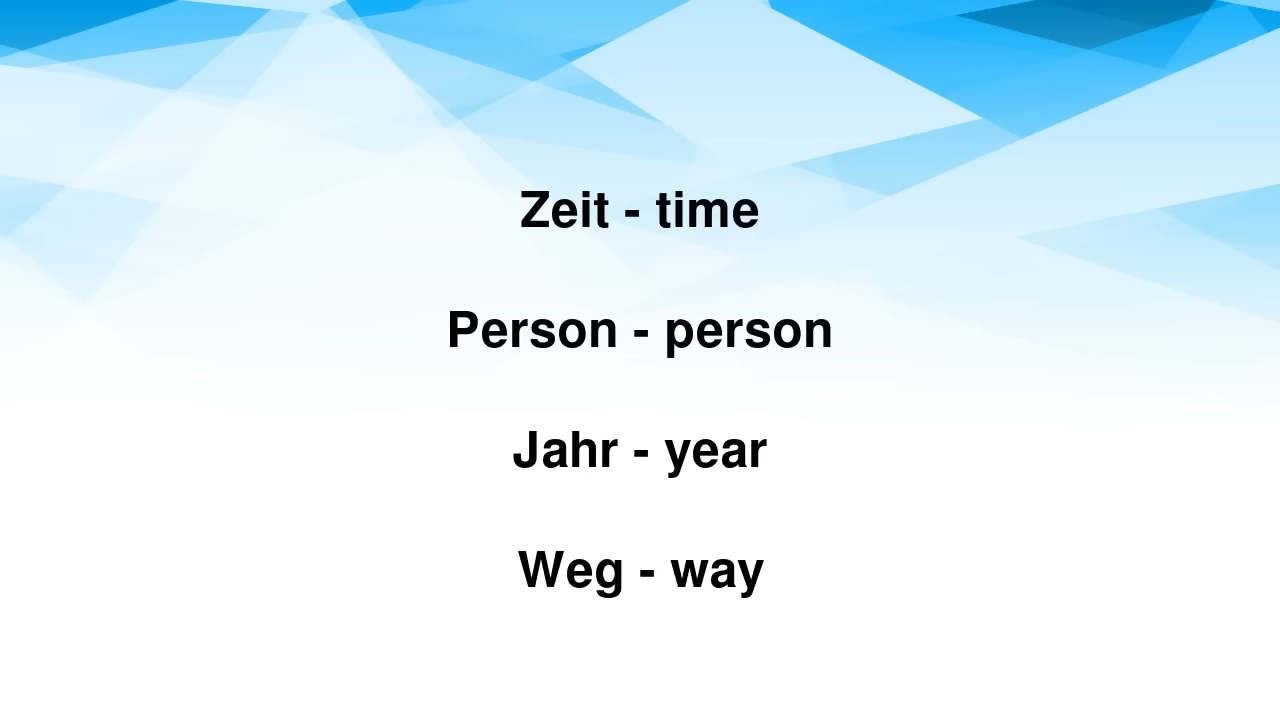 Zeit - time
Person - person
Jahr - year
Weg - way